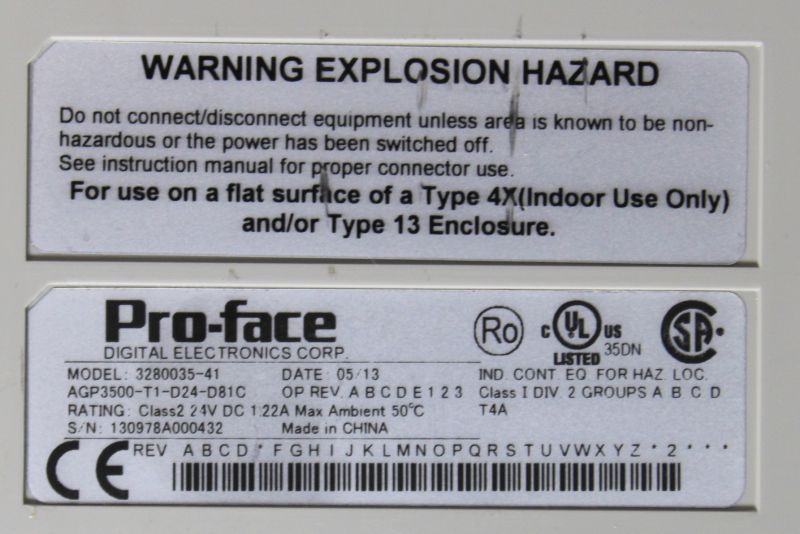 WARNING EXPLOSION HAZARD
Do not connect/disconnect equipment unless area is known to be non-
hazardous or the power has been switched off.
See instruction manual for proper connector use.
For use on a flat surface of a Type 4X(Indoor Use Only)
and/or Type 13 Enclosure.
Pro-face
DIGITAL ELECTRONICS CORP.
Ro
C UL US
LISTED 35DN
SA
MODEL: 3280035-41 DATE: 05/13 IND. CONT. EQ. FOR HAZ. LOC.
AGP3500-T1-D24-D81C OP REV. A B C D E 1 2 3 Class I DIV. 2 GROUPS A B C D
RATING: Class2 24V DC 1.22A Max Ambient 50°C T4A
S/N: 130978A000432 Made in CHINA
CE REV A B C D * F G H I J K L M N O P Q R S T U V W X Y Z * 2 * * *